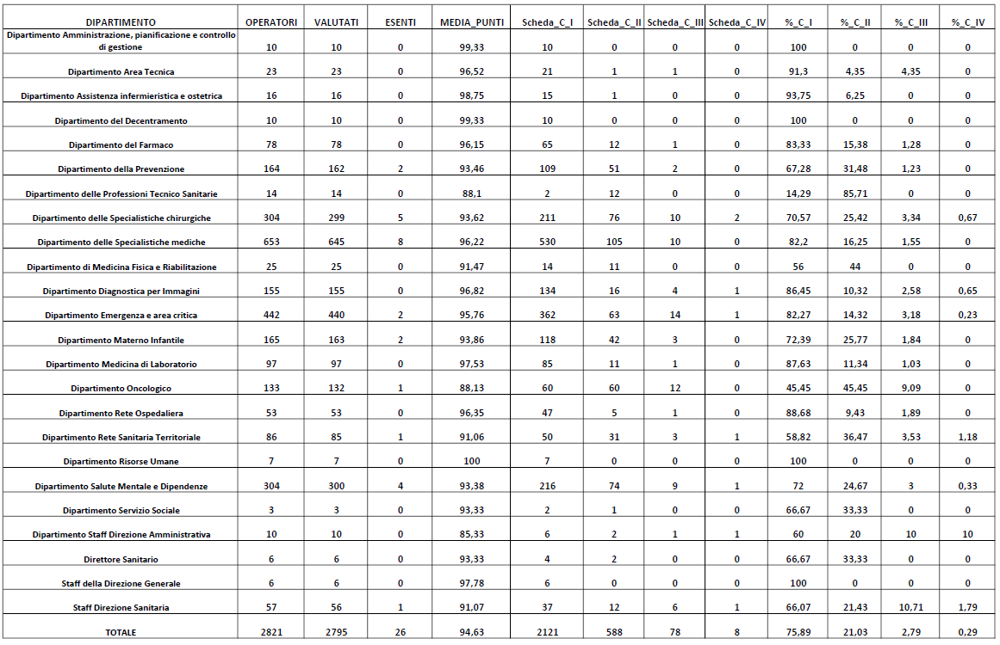 DIPARTIMENTO OPERATORI VALUTATI ESENTI MEDIA_PUNTI Scheda_C_I Scheda_C_II Scheda_C_III Scheda_C_IV %_C_I %_C_II %_C_III %_C_IV
Dipartimento Amministrazione, pianificazione e controllo
di gestione 10 10 0 99,33 10 0 0 0 100 0 0 0
Dipartimento Area Tecnica 23 23 0 96,52 21 1 1 0 91,3 4,35 4,35 0
Dipartimento Assistenza infermieristica e ostetrica 16 16 0 98,75 15 1 0 0 93,75 6,25 0 0
Dipartimento del Decentramento 10 10 0 99,33 10 0 0 0 100 0 0 0
Dipartimento del Farmaco 78 78 0 96,15 65 12 1 0 83,33 15,38 1,28 0
Dipartimento della Prevenzione 164 162 2 93,46 109 51 2 0 67,28 31,48 1,23 0
Dipartimento delle Professioni Tecnico Sanitarie 14 14 0 88,1 2 12 0 0 14,29 85,71 0 0
Dipartimento delle Specialistiche chirurgiche 304 299 5 93,62 211 76 10 2 70,57 25,42 3,34 0,67
Dipartimento delle Specialistiche mediche 653 645 8 96,22 530 105 10 0 82,2 16,25 1,55 0
Dipartimento di Medicina Fisica e Riabilitazione 25 25 0 91,47 14 11 0 0 56 44 0 0
Dipartimento Diagnostica per Immagini 155 155 0 96,82 134 16 4 1 86,45 10,32 2,58 0,65
Dipartimento Emergenza e area critica 442 440 2 95,76 362 63 14 1 82,27 14,32 3,18 0,23
Dipartimento Materno Infantile 165 163 2 93,86 118 42 3 0 72,39 25,77 1,84 0
Dipartimento Medicina di Laboratorio 97 97 0 97,53 85 11 1 0 87,63 11,34 1,03 0
Dipartimento Oncologico 133 132 1 88,13 60 60 12 0 45,45 45,45 9,09 0
Dipartimento Rete Ospedaliera 53 53 0 96,35 47 5 1 0 88,68 9,43 1,89 0
Dipartimento Rete Sanitaria Territoriale 86 85 1 91,06 50 31 3 1 58,82 36,47 3,53 1,18
Dipartimento Risorse Umane 7 7 0 100 7 0 0 0 100 0 0 0
Dipartimento Salute Mentale e Dipendenze 304 300 4 93,38 216 74 9 1 72 24,67 3 0,33
Dipartimento Servizio Sociale 3 3 0 93,33 2 1 0 0 66,67 33,33 0 0
Dipartimento Staff Direzione Amministrativa 10 10 0 85,33 6 2 1 1 60 20 10 10
Direttore Sanitario 6 6 0 93,33 4 2 0 0 66,67 33,33 0 0
Staff della Direzione Generale 6 6 0 97,78 6 0 0 0 100 0 0 0
Staff Direzione Sanitaria 57 56 1 91,07 37 12 6 1 66,07 21,43 10,71 1,79
TOTALE 2821 2795 26 94,63 2121 588 78 8 75,89 21,03 2,79 0,29